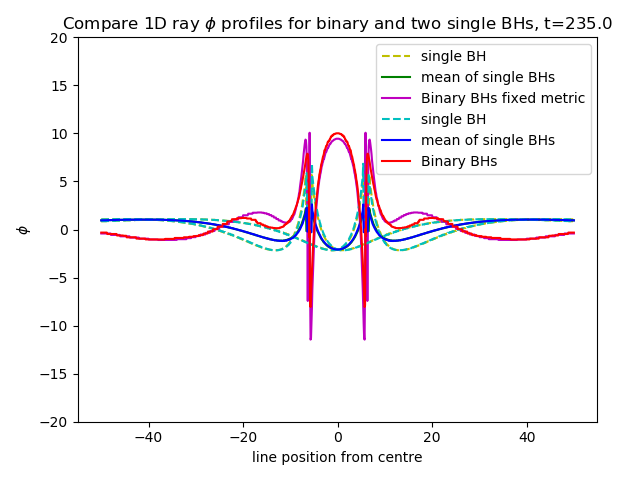 Compare 1D ray ϕ profiles for binary and two single BHs, t=235.0
20
15
10
5
0
−5
−10
−15
−20
ϕ
single BH
mean of single BHs
Binary BHs fixed metric
single BH
mean of single BHs
Binary BHs
−40 −20 0 20 40
line position from centre